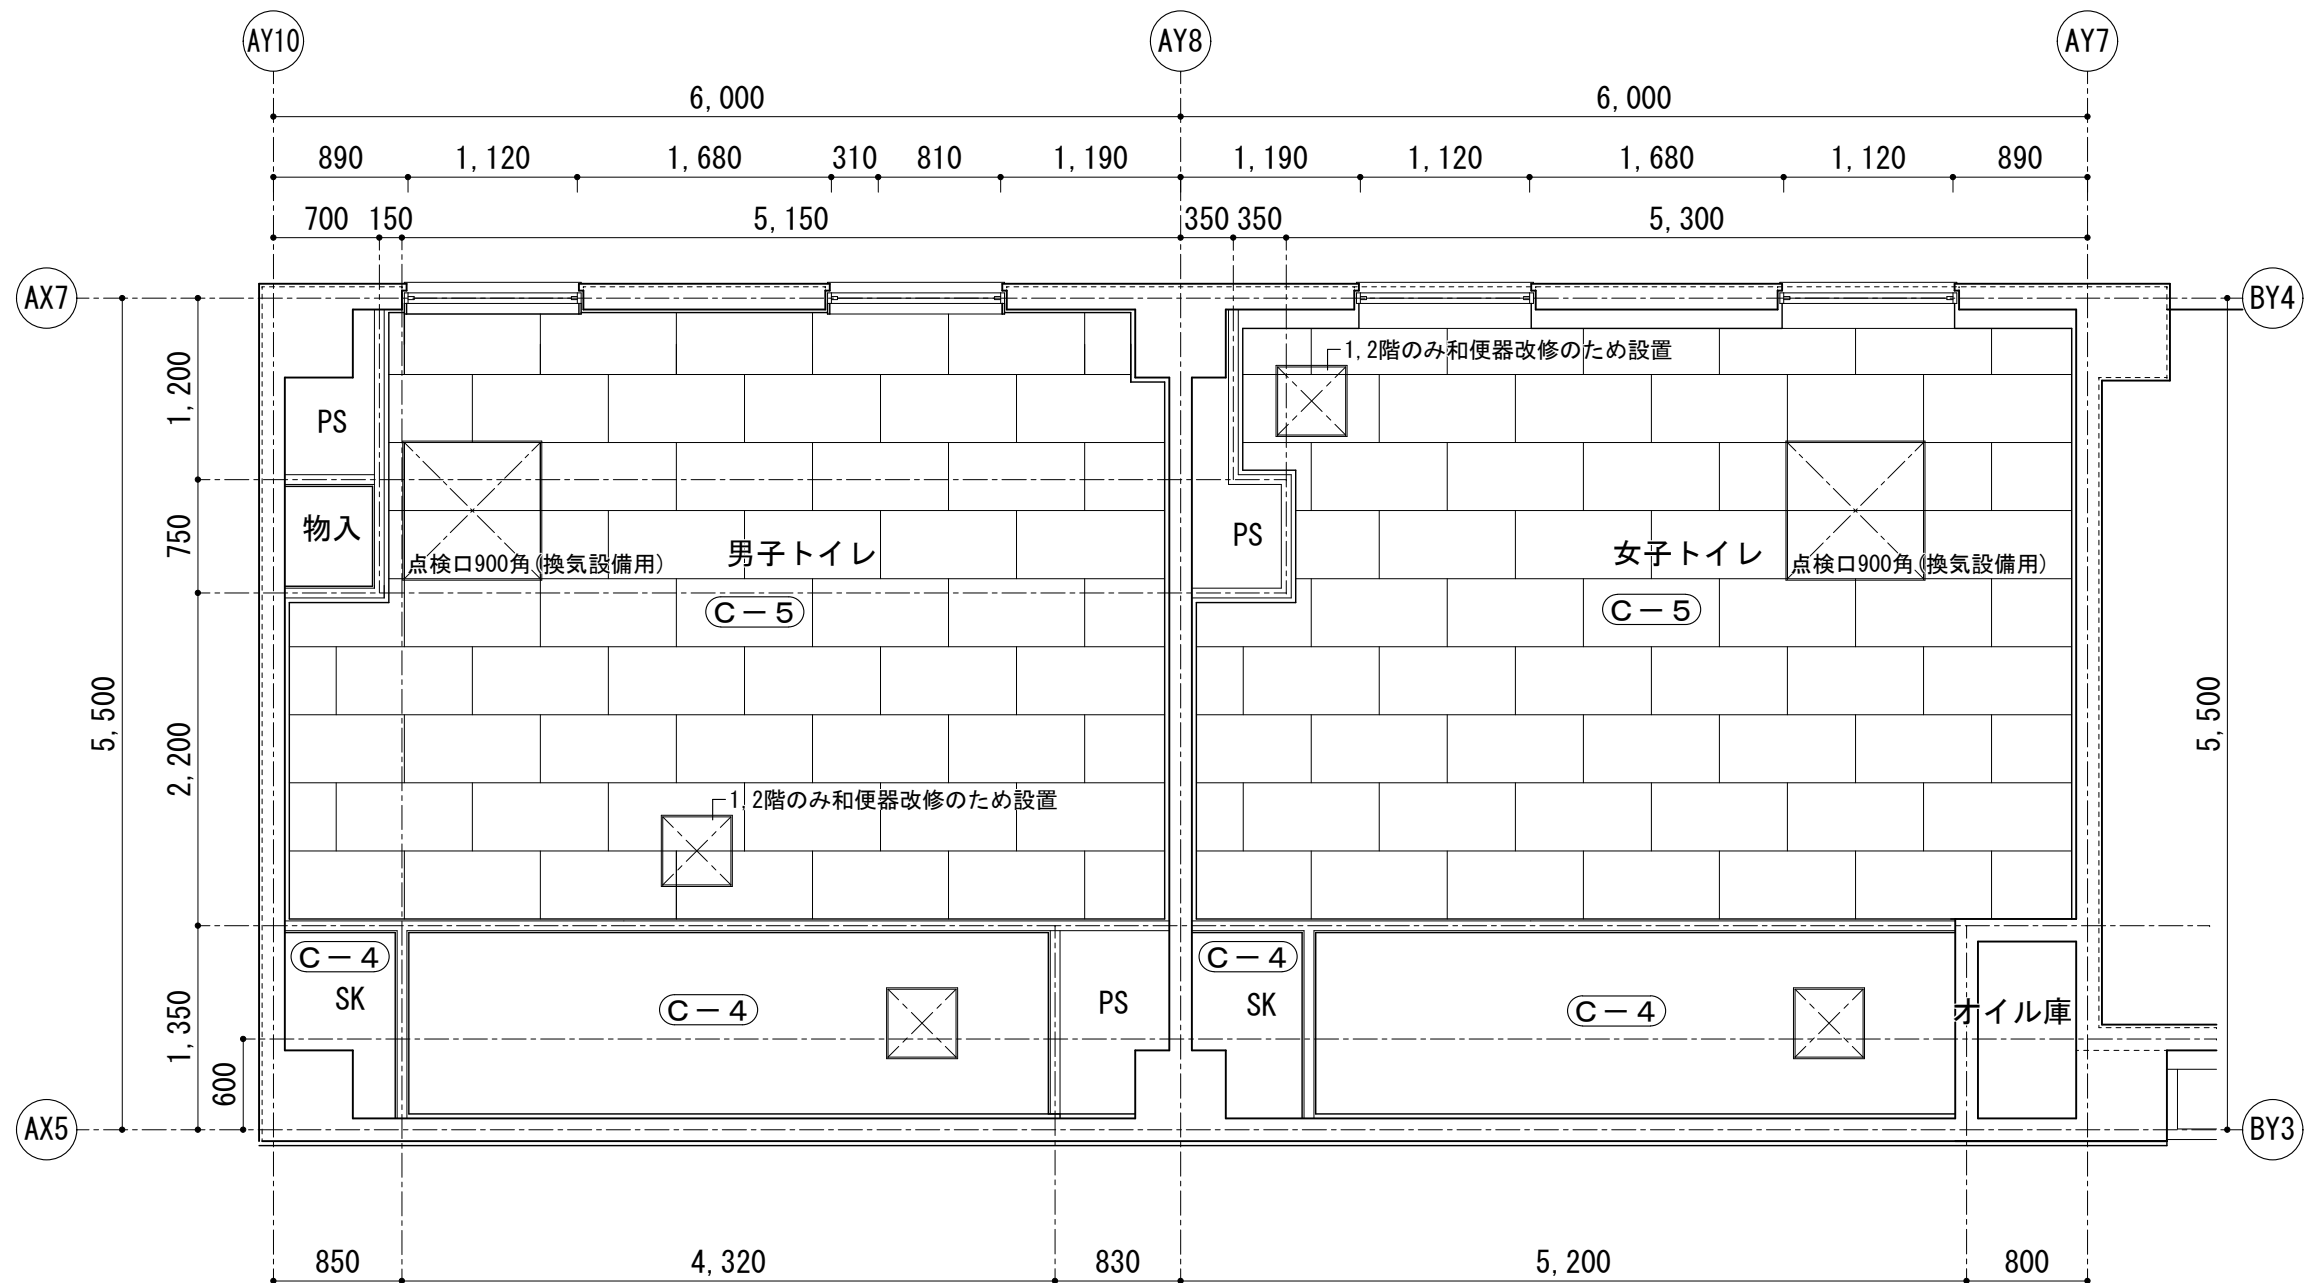 AY10 AY8 AY7
6,000 6,000
890 1,120 1,680 310 810 1,190 1,190 1,120 1,680 1,120 890
700 150 5,150 350 350 5,300
AX7 BY4
1,2階のみ和便器改修のため設置
1,200
PS
物入
750
点検口900角(換気設備用)
男子トイレ
C-5
PS
女子トイレ
点検口900角(換気設備用)
C-5
5,500
2,200
5,500
1,2階のみ和便器改修のため設置
C-4
SK
C-4
PS
C-4
SK
C-4
オイル庫
1,350
600
AX5 BY3
850 4,320 830 5,200 800